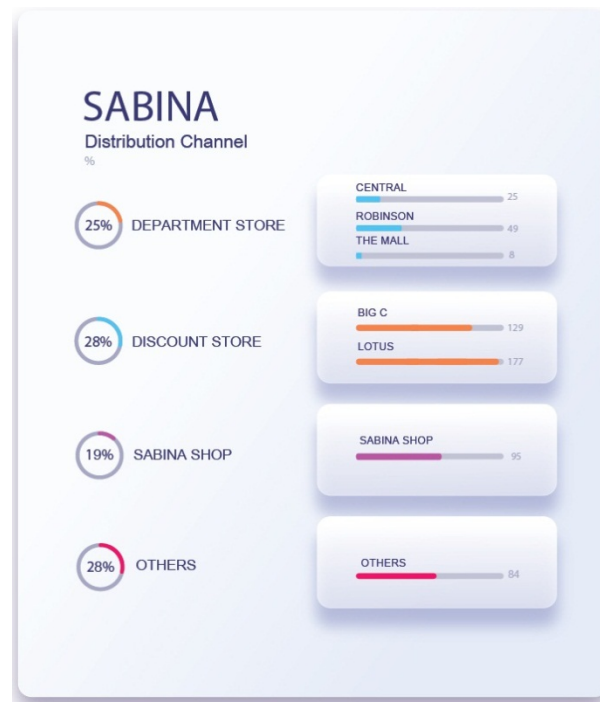 SABINA
Distribution Channel
%
25% DEPARTMENT STORE
CENTRAL
25
ROBINSON
49
THE MALL
8
28% DISCOUNT STORE
BIG C
129
LOTUS
177
19% SABINA SHOP
SABINA SHOP
95
28% OTHERS
OTHERS
84